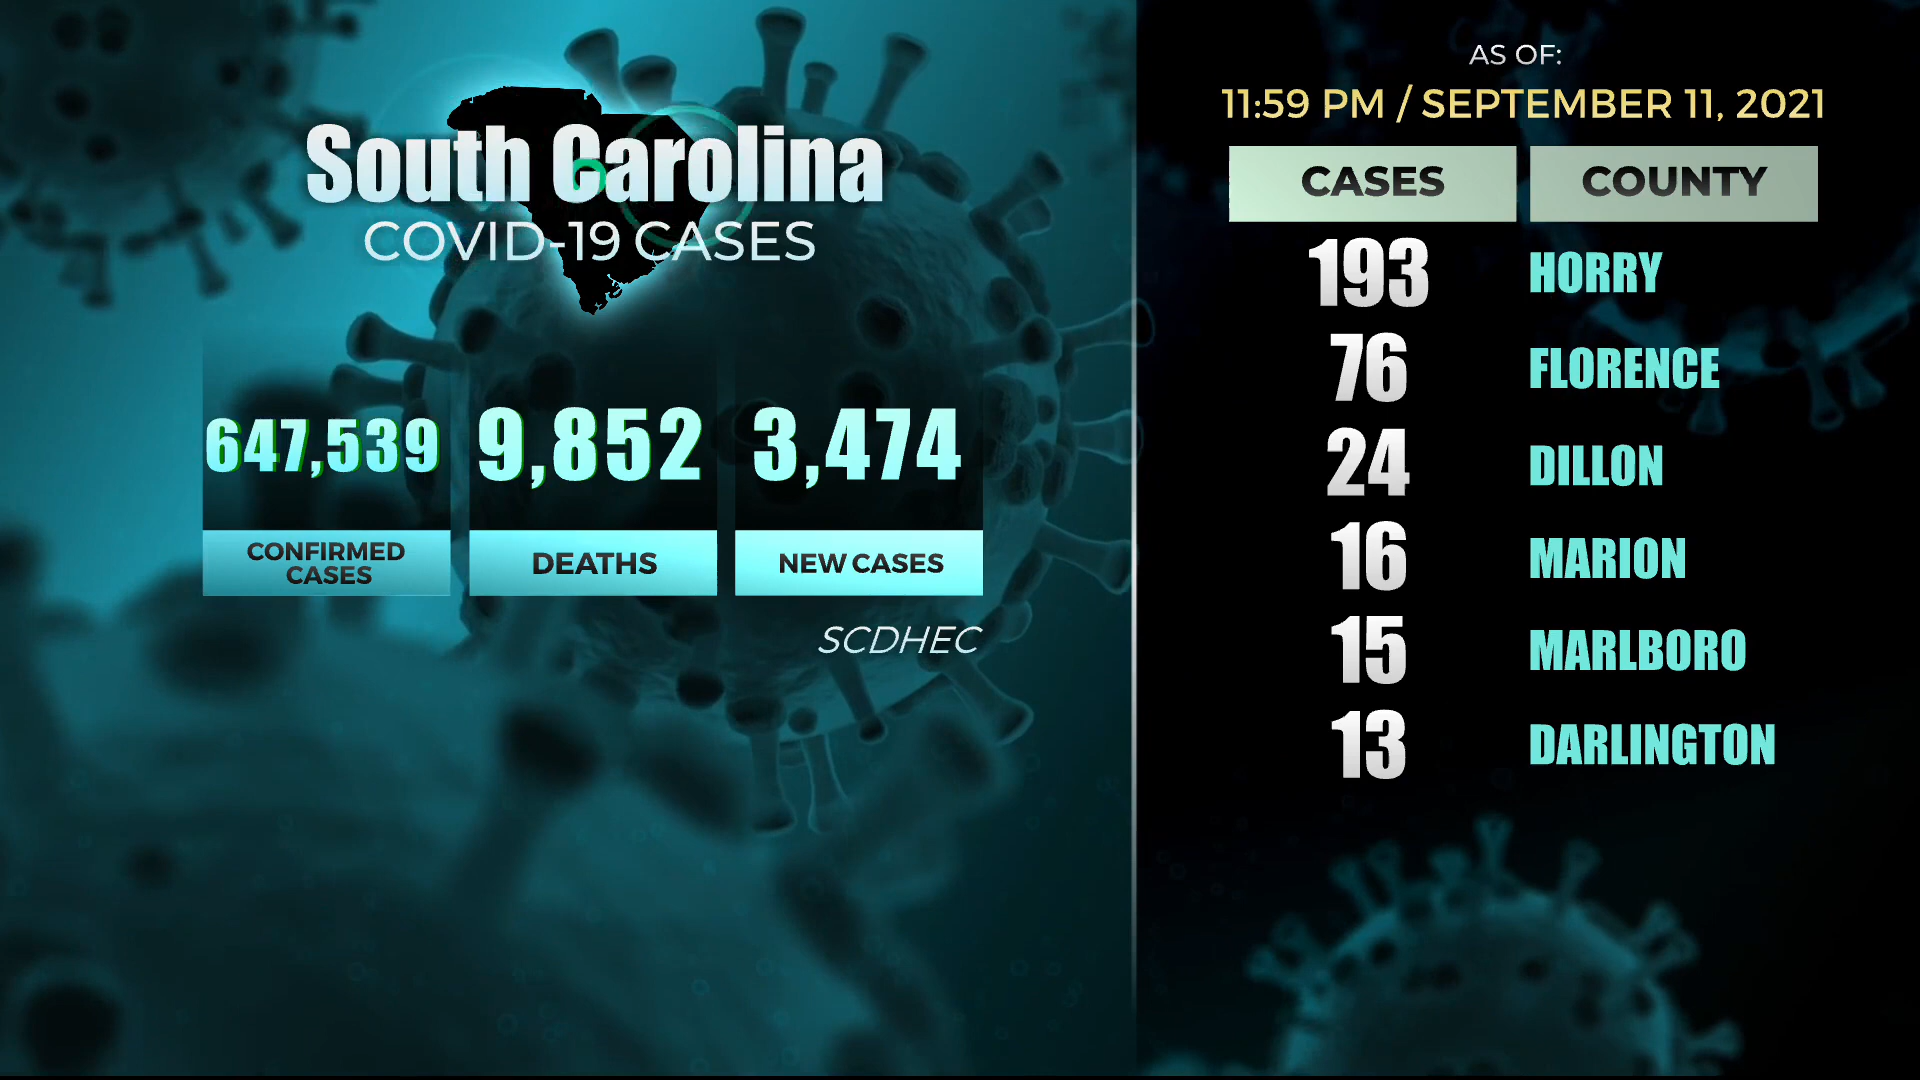 South Carolina
COVID-19 CASES
647,539
9,852
3,474
CONFIRMED
CASES
DEATHS
NEW CASES
SCDHEC
AS OF:
11:59 PM / SEPTEMBER 11, 2021
CASES COUNTY
193 HORRY
76 FLORENCE
24 DILLON
16 MARION
15 MARLBORO
13 DARLINGTON